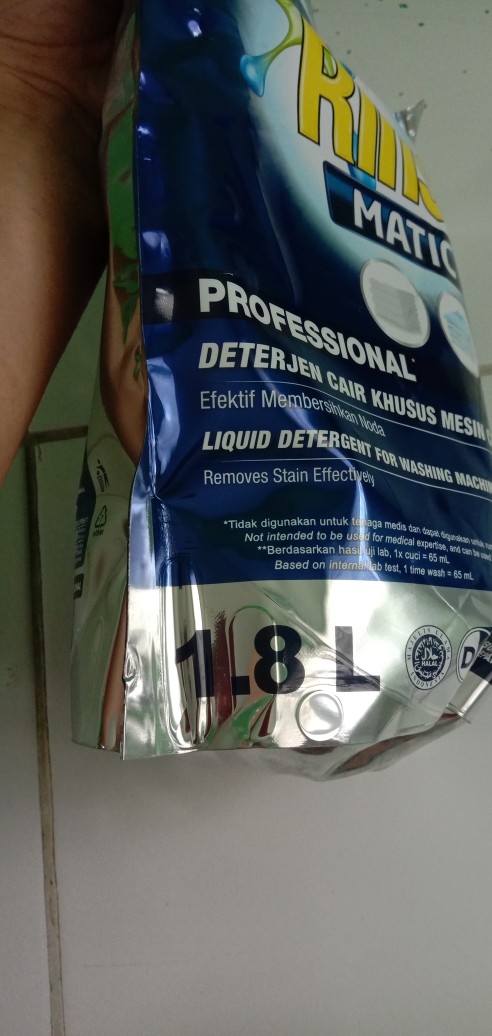 MATIC
PROFESSIONAL
DETERJEN CAIR KHUSUS MESIN
Efektif Membersihkan Noda
LIQUID DETERGENT FOR WASHING
Removes Stain Effectively
*Tidak digunakan untuk tenaga medis dan dapat digunakan untuk
Not intended to be used for medical expertise, and can be
**Berdasarkan hasil uji lab, 1x cuci = 65 mL
Based on internal lab test, 1 time wash = 65 mL
1.8 L
HALAL